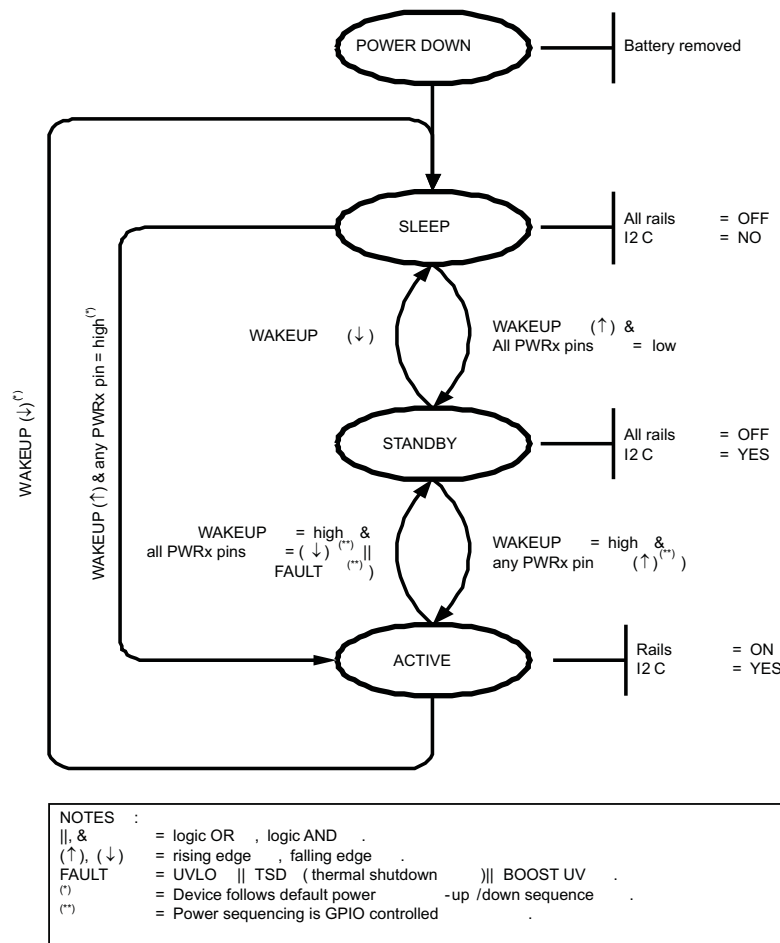 POWER DOWN
Battery removed
SLEEP
All rails = OFF
I2C = NO
WAKEUP (↓)
WAKEUP (↑) &
All PWRx pins = low
WAKEUP (↓)(*)
WAKEUP (↑) & any PWRx pin = high(*)
STANDBY
All rails = OFF
I2C = YES
WAKEUP = high &
all PWRx pins = (↓)(**) ||
FAULT (**) )
WAKEUP = high &
any PWRx pin (↑)(**) )
ACTIVE
Rails = ON
I2C = YES
NOTES :
||, & = logic OR , logic AND .
(↑), (↓) = rising edge , falling edge .
FAULT = UVLO || TSD (thermal shutdown )|| BOOST UV .
(*) = Device follows default power -up /down sequence .
(**) = Power sequencing is GPIO controlled .